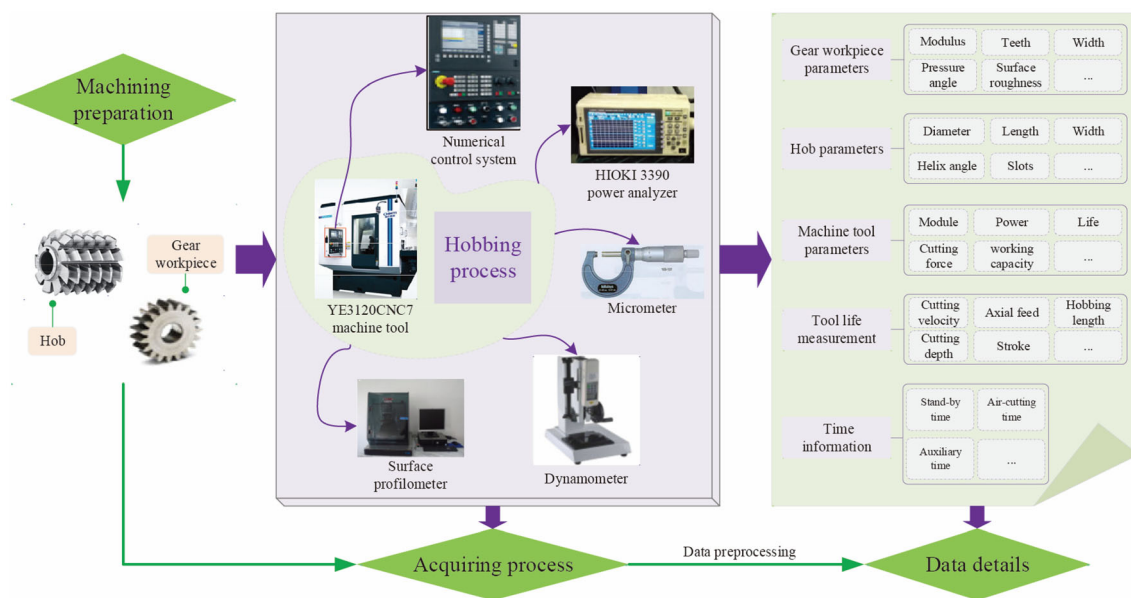 Machining
preparation
Gear
workpiece
Hob
Numerical
control system
HIOKI 3390
power analyzer
Hobbing
process
YE3120CNC7
machine tool
Micrometer
Surface
profilometer
Dynamometer
Gear workpiece
parameters
Modulus
Teeth
Width
Pressure
angle
Surface
roughness
...
Hob parameters
Diameter
Length
Width
Helix angle
Slots
...
Machine tool
parameters
Module
Power
Life
Cutting
force
working
capacity
...
Tool life
measurement
Cutting
velocity
Axial feed
Hobbing
length
Cutting
depth
Stroke
...
Time
information
Stand-by
time
Air-cutting
time
Auxiliary
time
...
Acquiring process
Data preprocessing
Data details